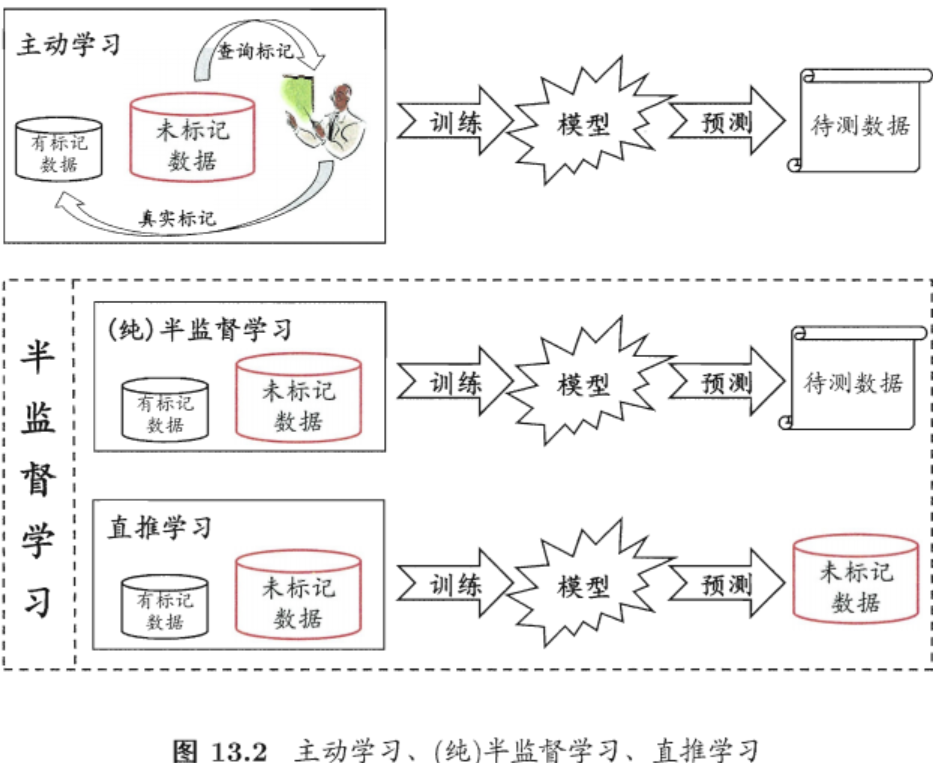 主动学习
查询标记
有标记
数据
未标记
数据
真实标记
训练
模型
预测
待测数据
半
监
督
学
习
(纯)半监督学习
有标记
数据
未标记
数据
训练
模型
预测
待测数据
直推学习
有标记
数据
未标记
数据
训练
模型
预测
未标记
数据
图 13.2 主动学习、(纯)半监督学习、直推学习